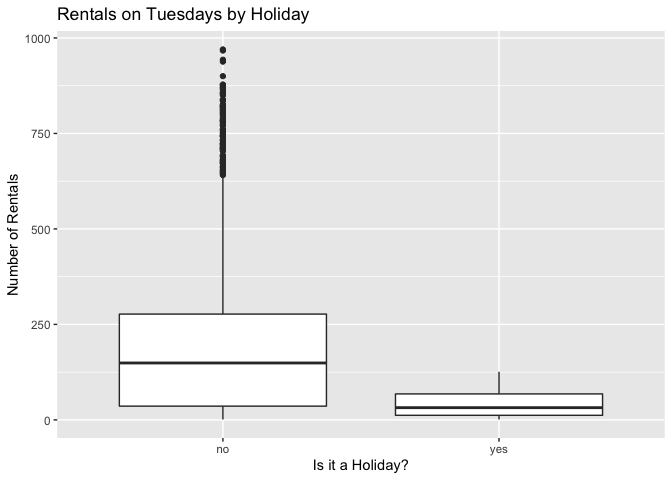 Rentals on Tuesdays by Holiday
Number of Rentals
1000
750
500
250
0
no yes
Is it a Holiday?